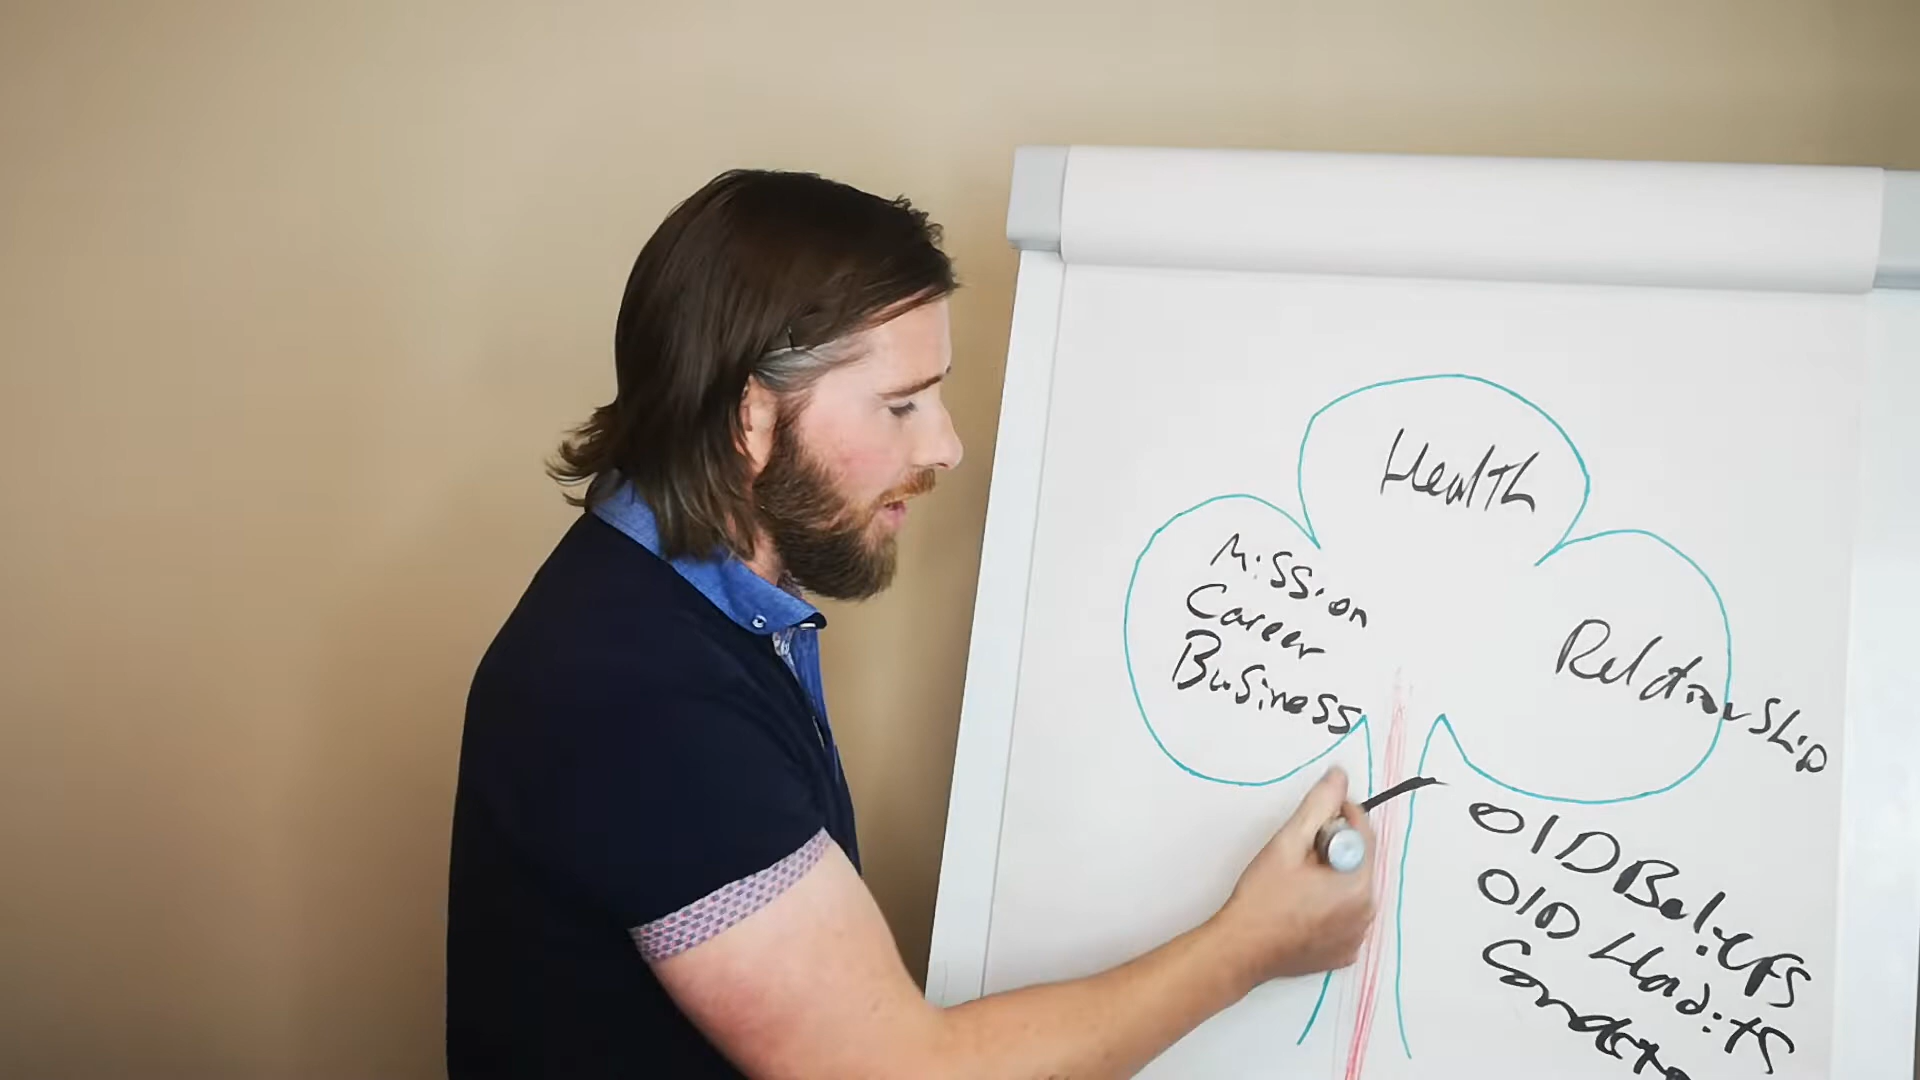 Health
Mission
Career
Business
Relationship
OlD Beliefs
OlD Habits